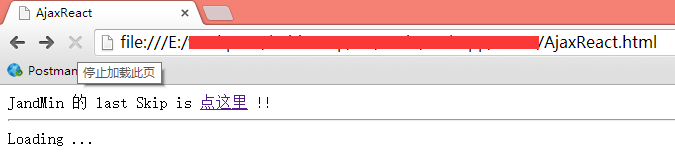 AjaxReact
file:///E:/ /AjaxReact.html
Postman
停止加载此页
JandMin 的 last Skip is 点这里 !!
Loading ...